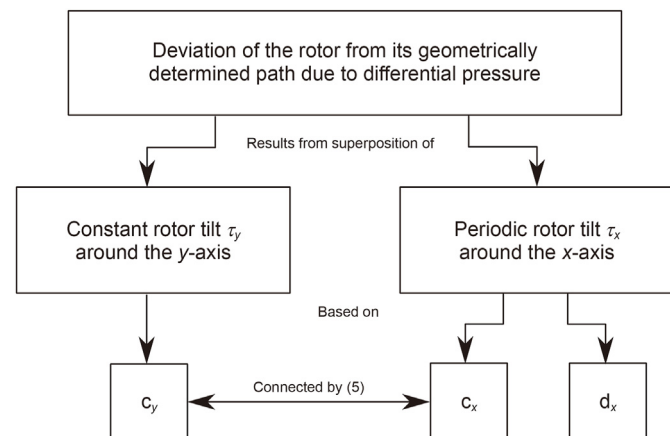 Deviation of the rotor from its geometrically
determined path due to differential pressure
Results from superposition of
Constant rotor tilt τy
around the y-axis
Periodic rotor tilt τx
around the x-axis
Based on
cy
Connected by (5)
cx
dx